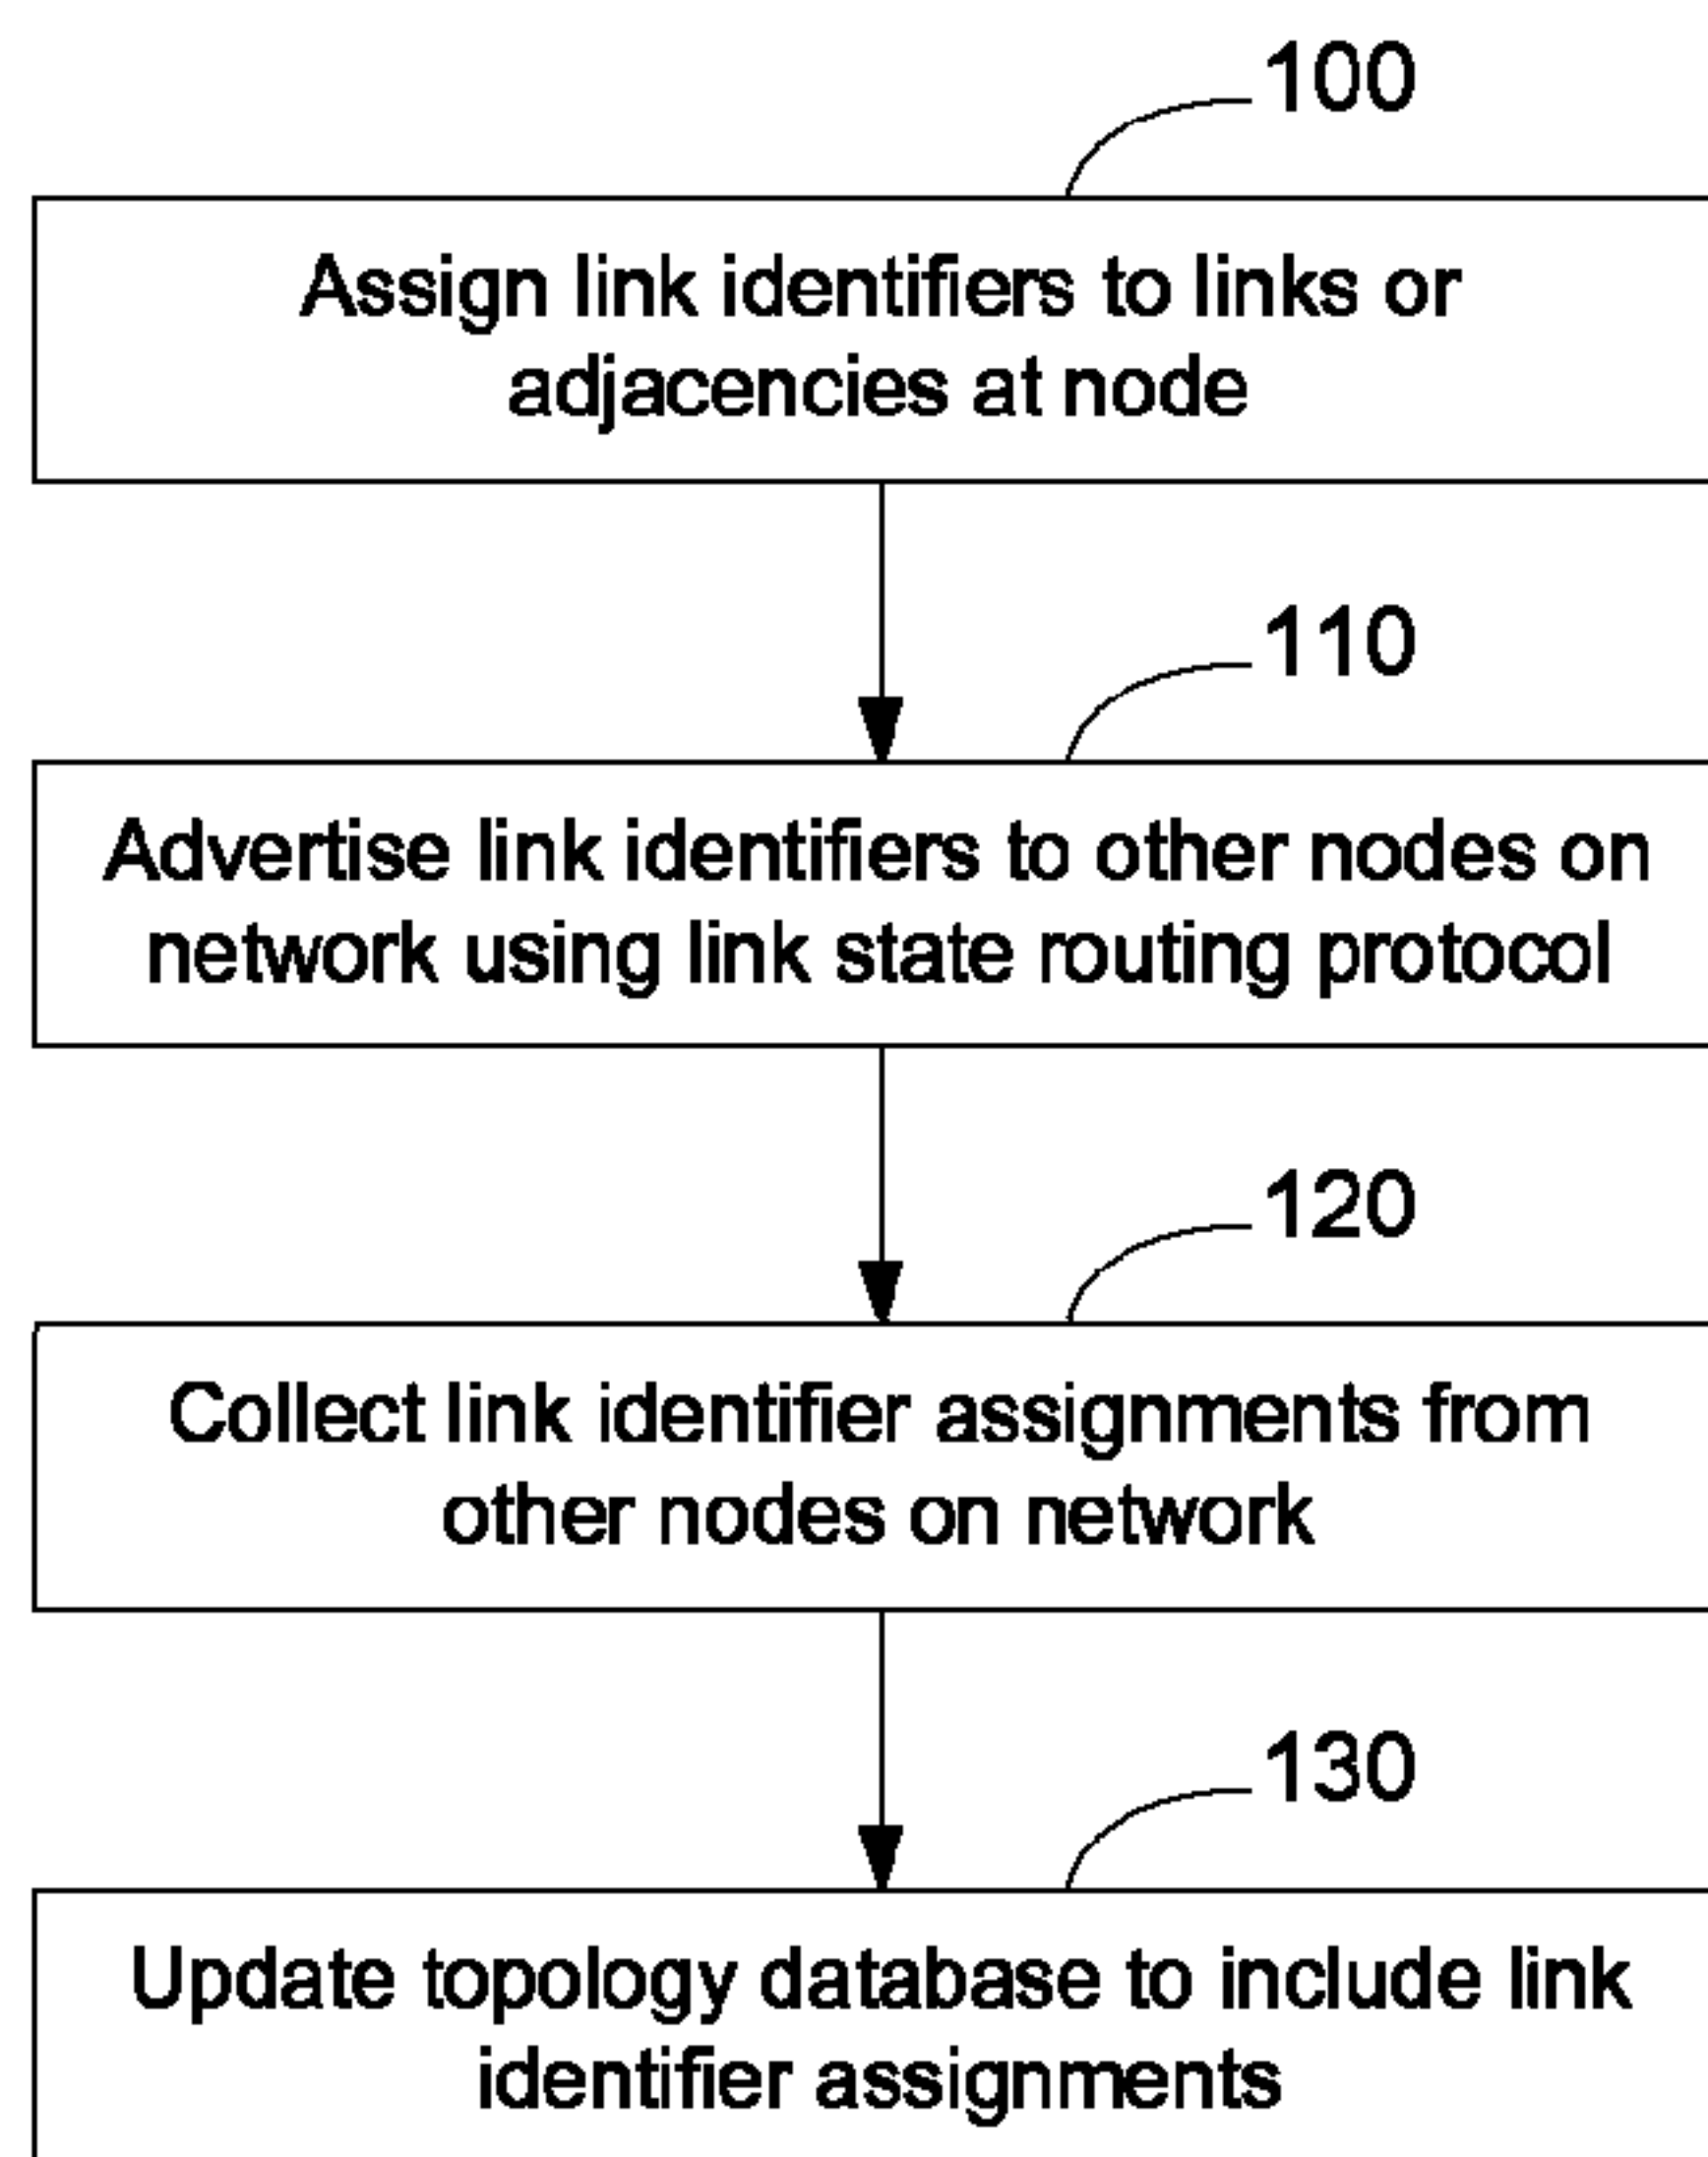 100
Assign link identifiers to links or
adjacencies at node
110
Advertise link identifiers to other nodes on
network using link state routing protocol
120
Collect link identifier assignments from
other nodes on network
130
Update topology database to include link
identifier assignments